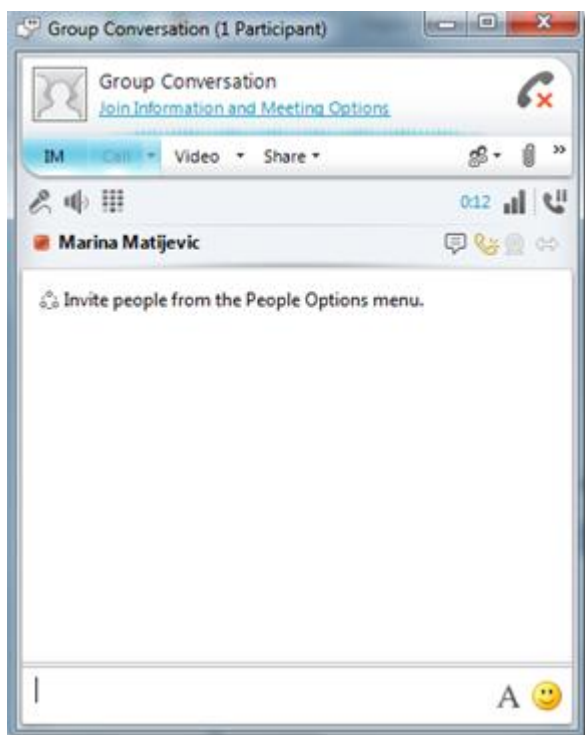 Group Conversation (1 Participant)
Group Conversation
Join Information and Meeting Options
IM Call Video Share
0:12
Marina Matijevic
Invite people from the People Options menu.
A